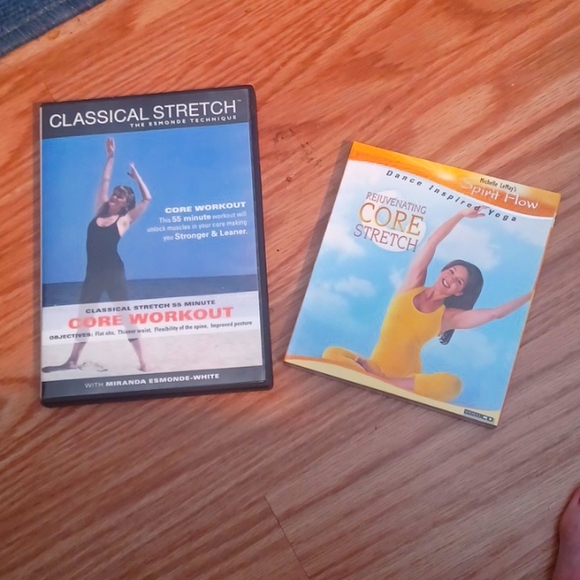 CLASSICAL STRETCH™
THE ESMONDE TECHNIQUE
CORE WORKOUT
This 55 minute workout will
unlock muscles in your core making
you Stronger & Leaner.
CLASSICAL STRETCH 55 MINUTE
CORE WORKOUT
OBJECTIVES: Flat abs, Thinner waist, Flexibility of the spine, Improved posture
WITH MIRANDA ESMONDE-WHITE
Michelle LeMay's
Spirit Flow
Dance Inspired Yoga
REJUVENATING
CORE
STRETCH